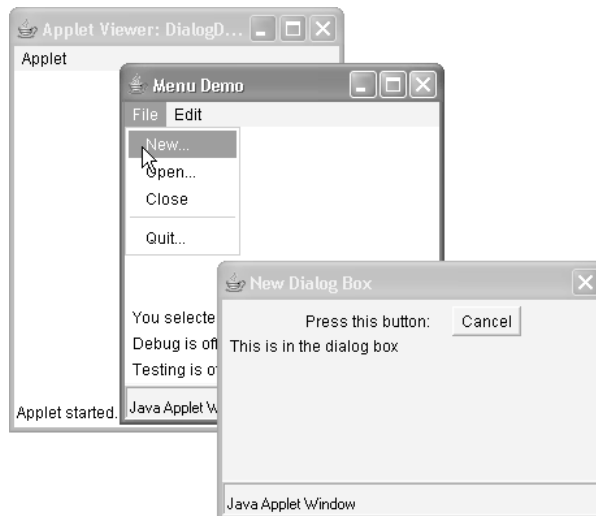 Applet Viewer: DialogD...
Applet
Menu Demo
File Edit
New...
Open...
Close
Quit...
New Dialog Box
You selecte
Press this button: Cancel
Debug is off
This is in the dialog box
Testing is o
Applet started.
Java Applet W
Java Applet Window